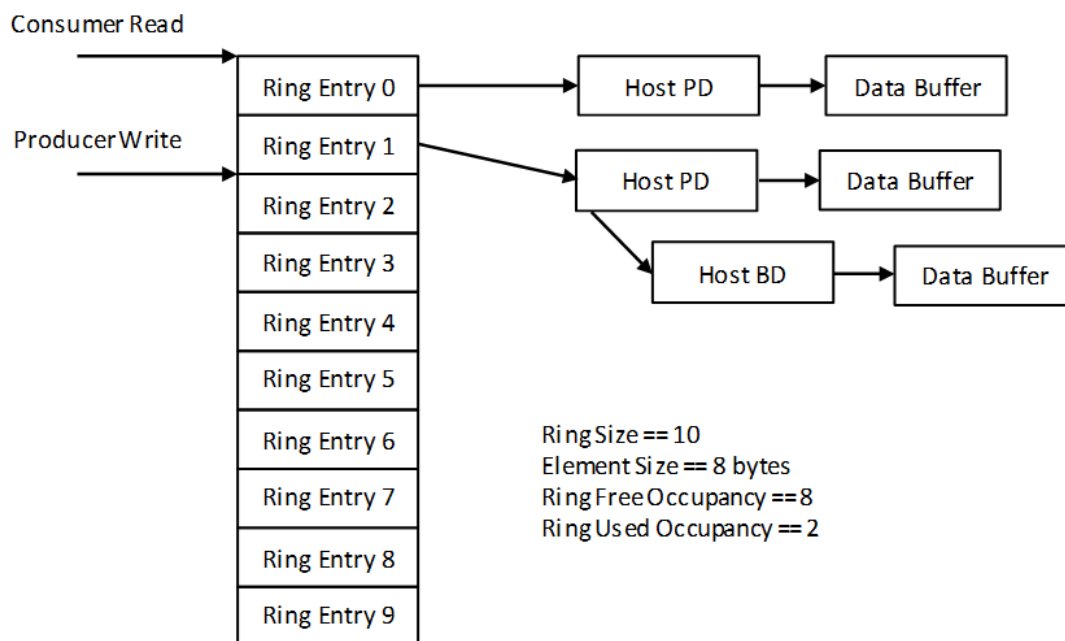 Consumer Read
Ring Entry 0
Host PD
Data Buffer
Producer Write
Ring Entry 1
Host PD
Data Buffer
Ring Entry 2
Ring Entry 3
Host BD
Data Buffer
Ring Entry 4
Ring Entry 5
Ring Entry 6
Ring Entry 7
Ring Entry 8
Ring Entry 9
Ring Size == 10
Element Size == 8 bytes
Ring Free Occupancy == 8
Ring Used Occupancy == 2